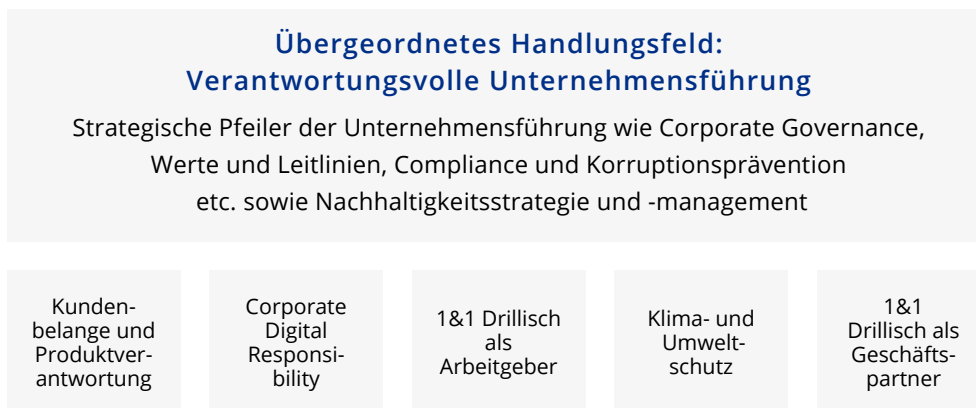 Übergeordnetes Handlungsfeld:
Verantwortungsvolle Unternehmensführung
Strategische Pfeiler der Unternehmensführung wie Corporate Governance,
Werte und Leitlinien, Compliance und Korruptionsprävention
etc. sowie Nachhaltigkeitsstrategie und -management
Kunden-
belange und
Produktver-
antwortung
Corporate
Digital
Responsi-
bility
1&1 Drillisch
als
Arbeitgeber
Klima- und
Umwelt-
schutz
1&1
Drillisch als
Geschäfts-
partner